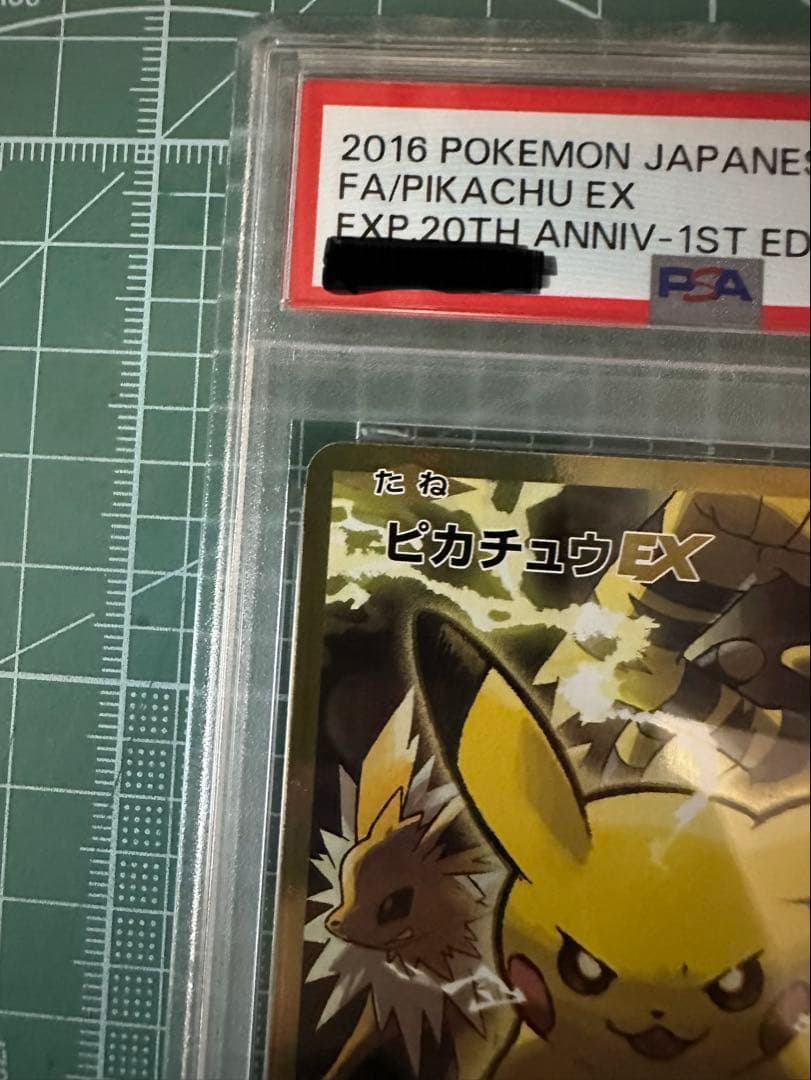 2016 POKEMON JAPANES
FA/PIKACHU EX
EXP.20TH ANNIV-1ST ED
PSA
たね
ピカチュウEX